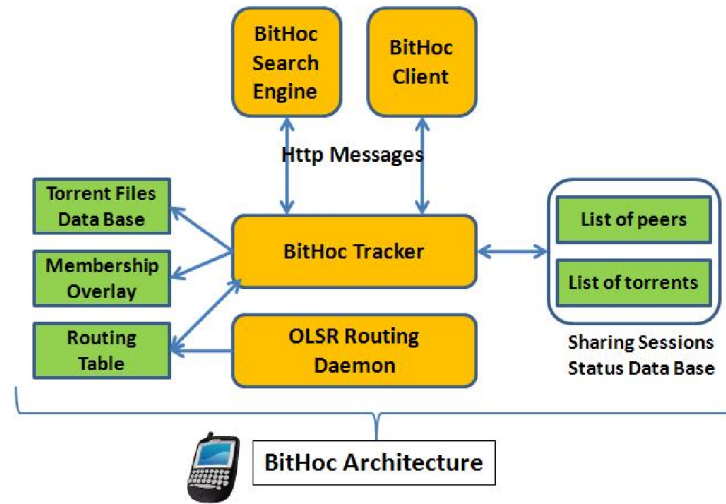 BitHoc
Search
Engine
BitHoc
Client
Http Messages
Torrent Files
Data Base
Membership
Overlay
Routing
Table
BitHoc Tracker
OLSR Routing
Daemon
List of peers
List of torrents
Sharing Sessions
Status Data Base
BitHoc Architecture